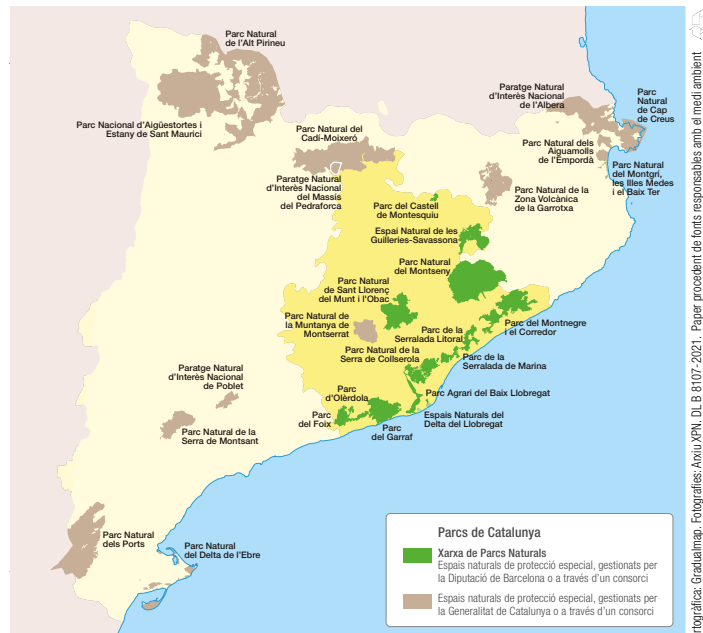 Parc Natural
de l'Alt Pirineu
Parc Nacional d'Aigüestortes i
Estany de Sant Maurici
Parc Natural del
Cadí-Moixeró
Paratge Natural
d'Interès Nacional
del Massís
del Pedraforca
Paratge Natural
d'Interès Nacional
de l'Albera
Parc
Natural
de Cap
de Creus
Parc Natural dels
Aiguamolls
de l'Empordà
Parc Natural
del Montgrí,
les Illes Medes
i el Baix Ter
Parc Natural de la
Zona Volcànica
de la Garrotxa
Parc del Castell
de Montesquiu
Espai Natural de les
Guilleries-Savassona
Parc Natural
del Montseny
Parc Natural
de Sant Llorenç
del Munt i l'Obac
Parc Natural de
la Muntanya de
Montserrat
Parc del Montnegre
i el Corredor
Parc de la
Serralada Litoral
Parc Natural de la
Serra de Collserola
Parc de la
Serralada de Marina
Paratge Natural
d'Interès Nacional
de Poblet
Parc
d'Olèrdola
Parc Agrari del Baix Llobregat
Parc
del Foix
Espais Naturals del
Delta del Llobregat
Parc
del Garraf
Parc Natural de la
Serra de Montsant
Parc Natural
dels Ports
Parc Natural
del Delta de l'Ebre
Parcs de Catalunya
Xarxa de Parcs Naturals
Espais naturals de protecció especial, gestionats per
la Diputació de Barcelona o a través d'un consorci
Espais naturals de protecció especial, gestionats per
la Generalitat de Catalunya o a través d'un consorci
rtogràfica: Gradualmap. Fotografies: Arxiu XPN. DL B 8107-2021. Paper procedent de fonts responsables amb el medi ambient